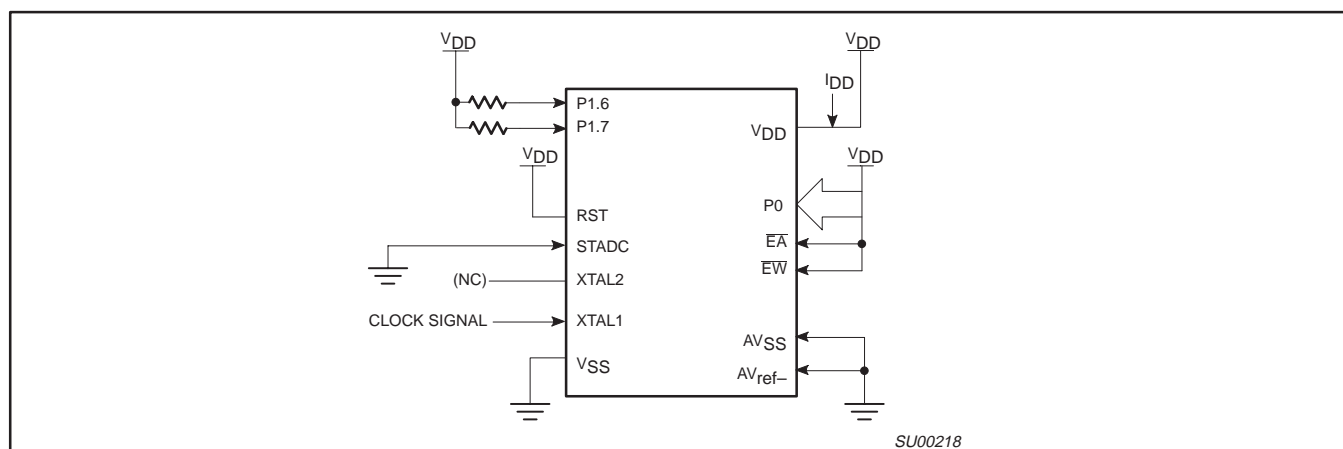 VDD
VDD
IDD
P1.6
P1.7
VDD
VDD
VDD
P0
RST
EA
STADC
EW
(NC)
XTAL2
CLOCK SIGNAL
XTAL1
AVSS
VSS
AVref–
SU00218